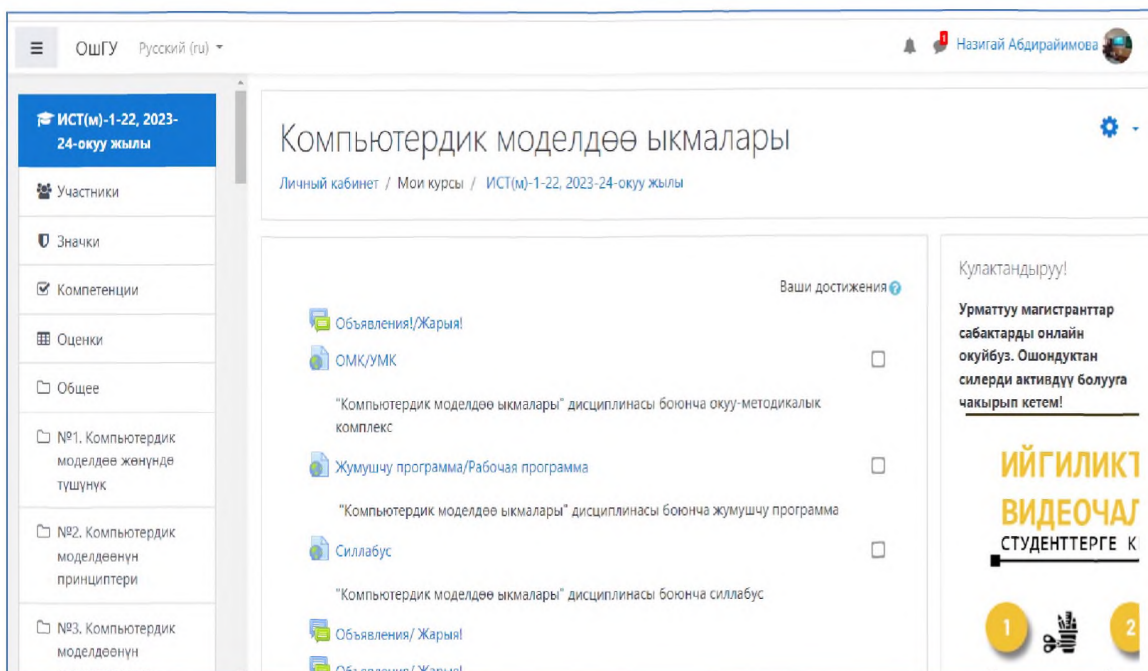 ОшГУ Русский (ru)
Назигай Абдирайимова
ИСТ(м)-1-22, 2023-
24-окуу жылы
Участники
Значки
Компетенции
Оценки
Общее
№1. Компьютердик
моделдөө жөнүндө
түшүнүк
№2. Компьютердик
моделдөөнүн
принциптери
№3. Компьютердик
моделдөөнүн
Компьютердик моделдөө ыкмалары
Личный кабинет / Мои курсы / ИСТ(м)-1-22, 2023-24-окуу жылы
Ваши достижения
Объявления!/Жарыя!
ОМК/УМК
"Компьютердик моделдөө ыкмалары" дисциплинасы боюнча окуу-методикалык
комплекс
Жумушчу программа/Рабочая программа
"Компьютердик моделдөө ыкмалары" дисциплинасы боюнча жумушчу программа
Силлабус
"Компьютердик моделдөө ыкмалары" дисциплинасы боюнча силлабус
Объявления/ Жарыя!
Объявления/ Жарыя!
Кулактандыруу!
Урматтуу магистранттар
сабактарды онлайн
окуйбуз. Ошондуктан
силерди активдүү болууга
чакырып кетем!
ИЙГИЛИКТ
ВИДЕОЧАЛ
СТУДЕНТТЕРГЕ К
1
2